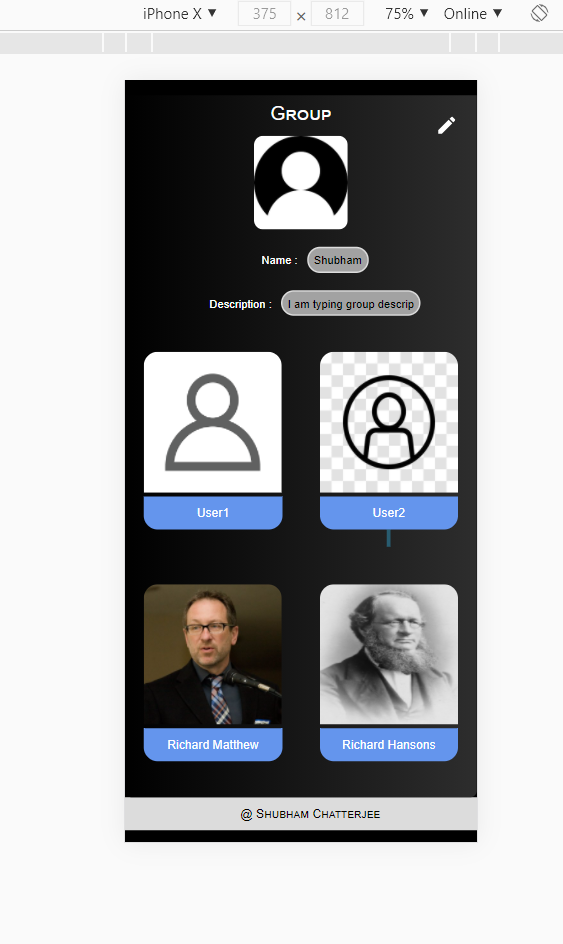 iPhone X ▼ 375 × 812 75% ▼ Online ▼
Group
Name : Shubham
Description : I am typing group descrip
User1 User2
Richard Matthew Richard Hansons
@ Shubham Chatterjee